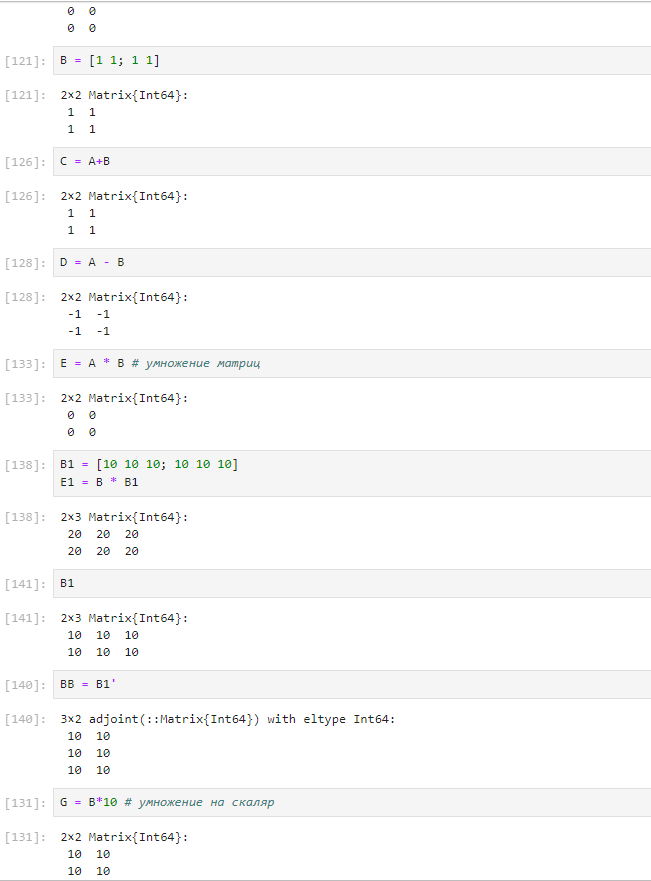 0  0
0  0
[121]: B = [1 1; 1 1]
[121]: 2×2 Matrix{Int64}:
1  1
1  1
[126]: C = A+B
[126]: 2×2 Matrix{Int64}:
1  1
1  1
[128]: D = A - B
[128]: 2×2 Matrix{Int64}:
-1  -1
-1  -1
[133]: E = A * B # умножение матриц
[133]: 2×2 Matrix{Int64}:
0  0
0  0
[138]: B1 = [10 10 10; 10 10 10]
E1 = B * B1
[138]: 2×3 Matrix{Int64}:
20  20  20
20  20  20
[141]: B1
[141]: 2×3 Matrix{Int64}:
10  10  10
10  10  10
[140]: BB = B1'
[140]: 3×2 adjoint(::Matrix{Int64}) with eltype Int64:
10  10
10  10
10  10
[131]: G = B*10 # умножение на скаляр
[131]: 2×2 Matrix{Int64}:
10  10
10  10